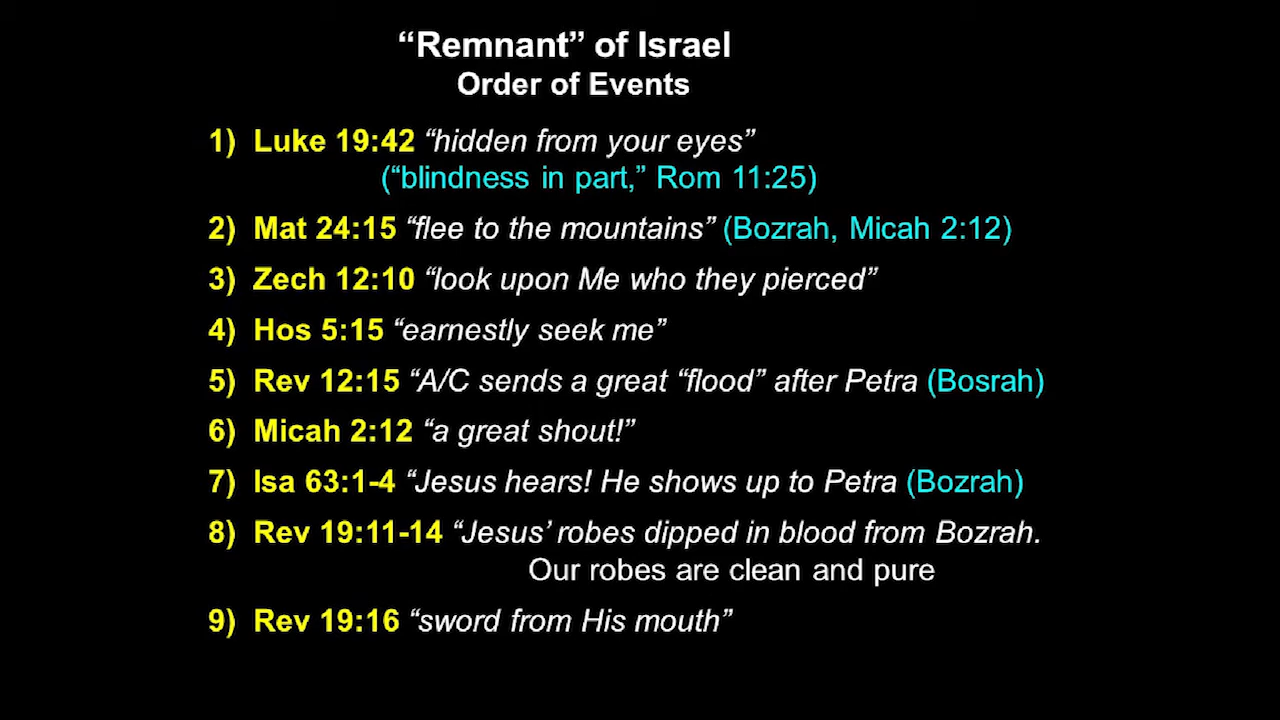 “Remnant” of Israel
Order of Events
1) Luke 19:42 “hidden from your eyes”
(“blindness in part,” Rom 11:25)
2) Mat 24:15 “flee to the mountains” (Bozrah, Micah 2:12)
3) Zech 12:10 “look upon Me who they pierced”
4) Hos 5:15 “earnestly seek me”
5) Rev 12:15 “A/C sends a great “flood” after Petra (Bosrah)
6) Micah 2:12 “a great shout!”
7) Isa 63:1-4 “Jesus hears! He shows up to Petra (Bozrah)
8) Rev 19:11-14 “Jesus’ robes dipped in blood from Bozrah.
Our robes are clean and pure
9) Rev 19:16 “sword from His mouth”